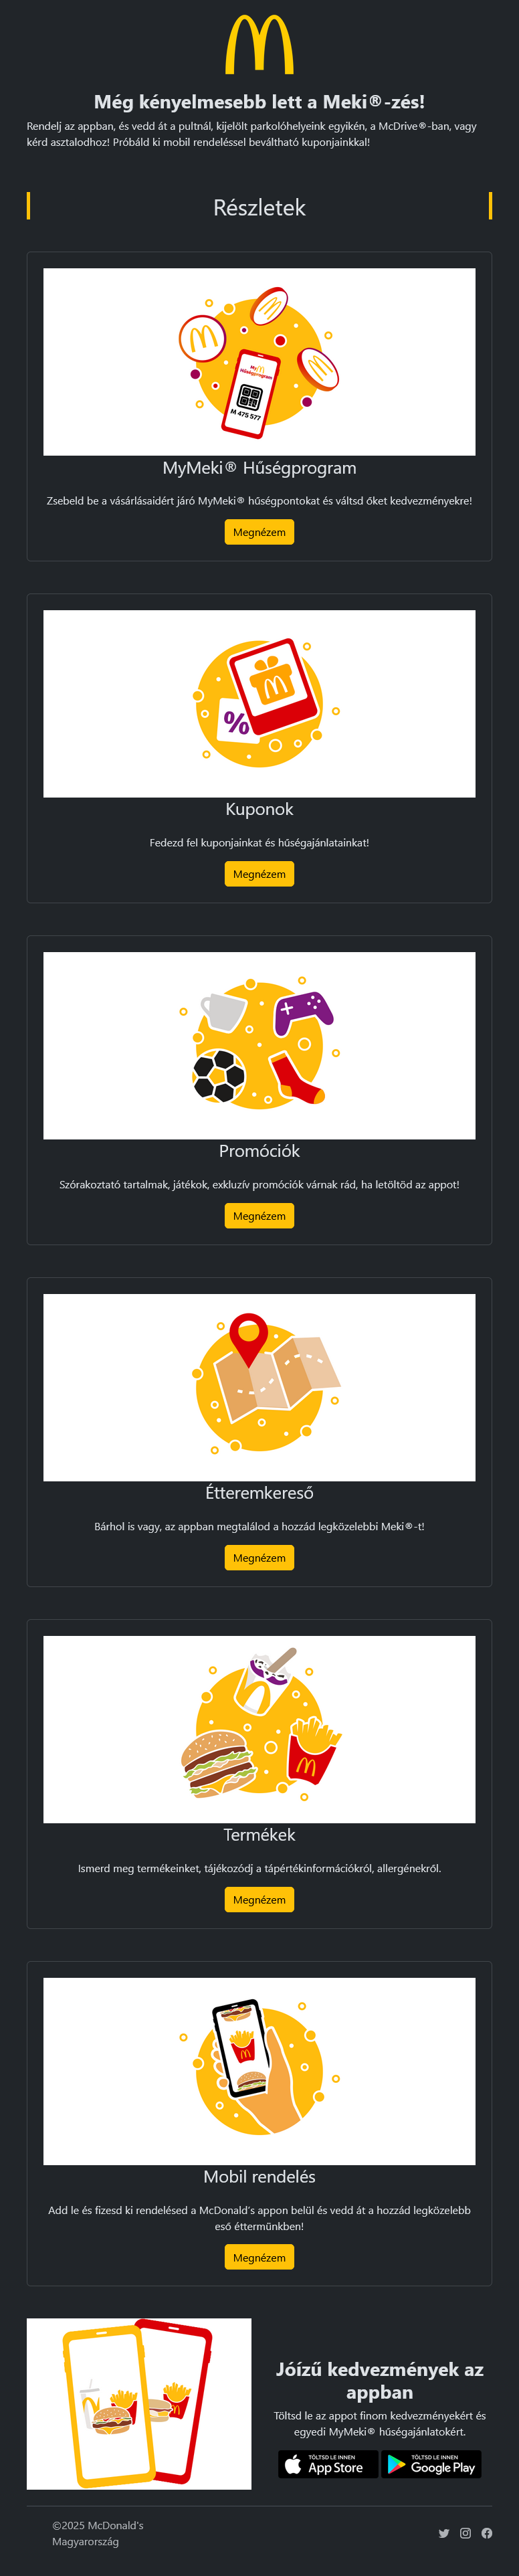 Még kényelmesebb lett a Meki®-zés!
Rendelj az appban, és vedd át a pultnál, kijelölt parkolóhelyeink egyikén, a McDrive®-ban, vagy
kérd asztalodhoz! Próbáld ki mobil rendeléssel beváltható kuponjainkkal!
Részletek
My
Hűségprogram
M 475 577
MyMeki® Hűségprogram
Zsebeld be a vásárlásaidért járó MyMeki® hűségpontokat és váltsd őket kedvezményekre!
Megnézem
%
Kuponok
Fedezd fel kuponjainkat és hűségajánlatainkat!
Megnézem
Promóciók
Szórakoztató tartalmak, játékok, exkluzív promóciók várnak rád, ha letöltöd az appot!
Megnézem
Étteremkereső
Bárhol is vagy, az appban megtalálod a hozzád legközelebbi Meki®-t!
Megnézem
Termékek
Ismerd meg termékeinket, tájékozódj a tápértékinformációkról, allergénekről.
Megnézem
Mobil rendelés
Add le és fizesd ki rendelésed a McDonald's appon belül és vedd át a hozzád legközelebb
eső éttermünkben!
Megnézem
Jóízű kedvezmények az
appban
Töltsd le az appot finom kedvezményekért és
egyedi MyMeki® hűségajánlatokért.
TÖLTSD LE INNEN
App Store
TÖLTSD LE INNEN
Google Play
©2025 McDonald's
Magyarország